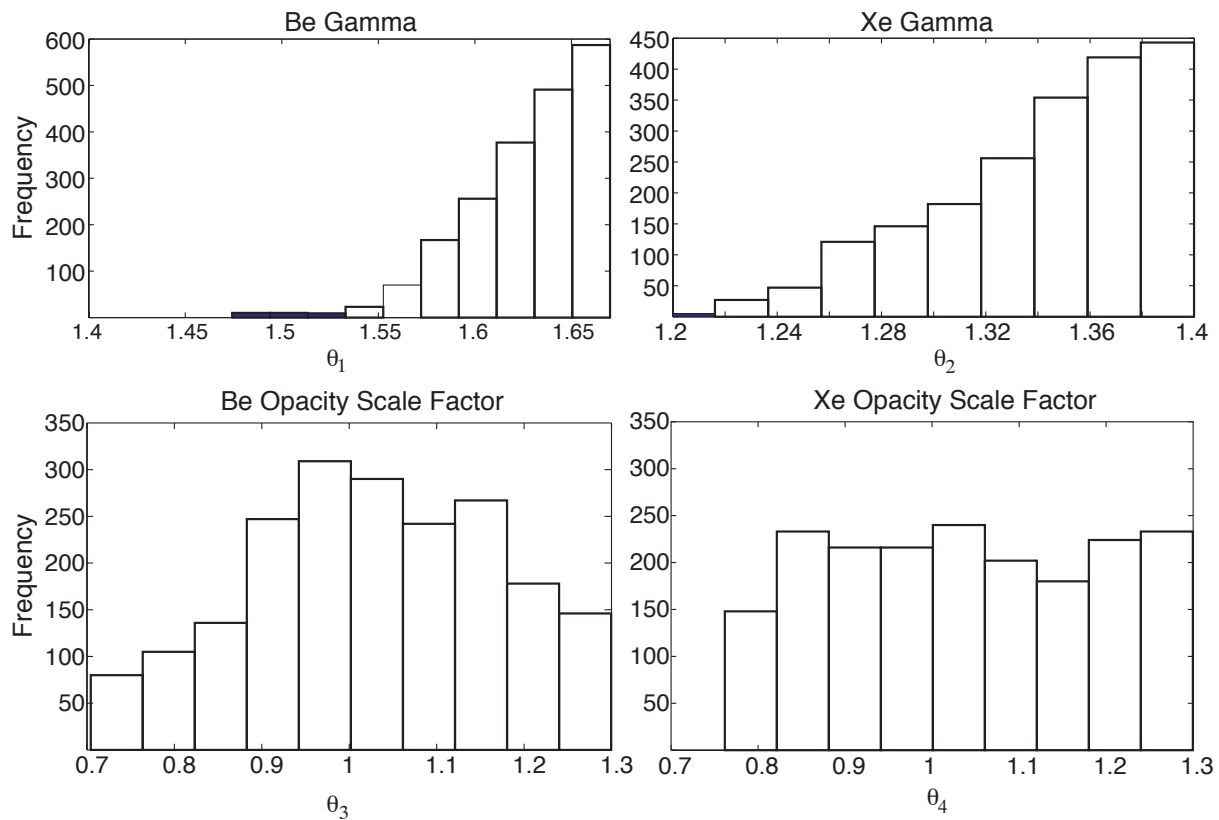 Be Gamma
Frequency
600
500
400
300
200
100
1.4 1.45 1.5 1.55 1.6 1.65
θ1
Xe Gamma
450
400
350
300
250
200
150
100
50
1.2 1.24 1.28 1.32 1.36 1.4
θ2
Be Opacity Scale Factor
Frequency
350
300
250
200
150
100
50
0.7 0.8 0.9 1 1.1 1.2 1.3
θ3
Xe Opacity Scale Factor
350
300
250
200
150
100
50
0.7 0.8 0.9 1 1.1 1.2 1.3
θ4